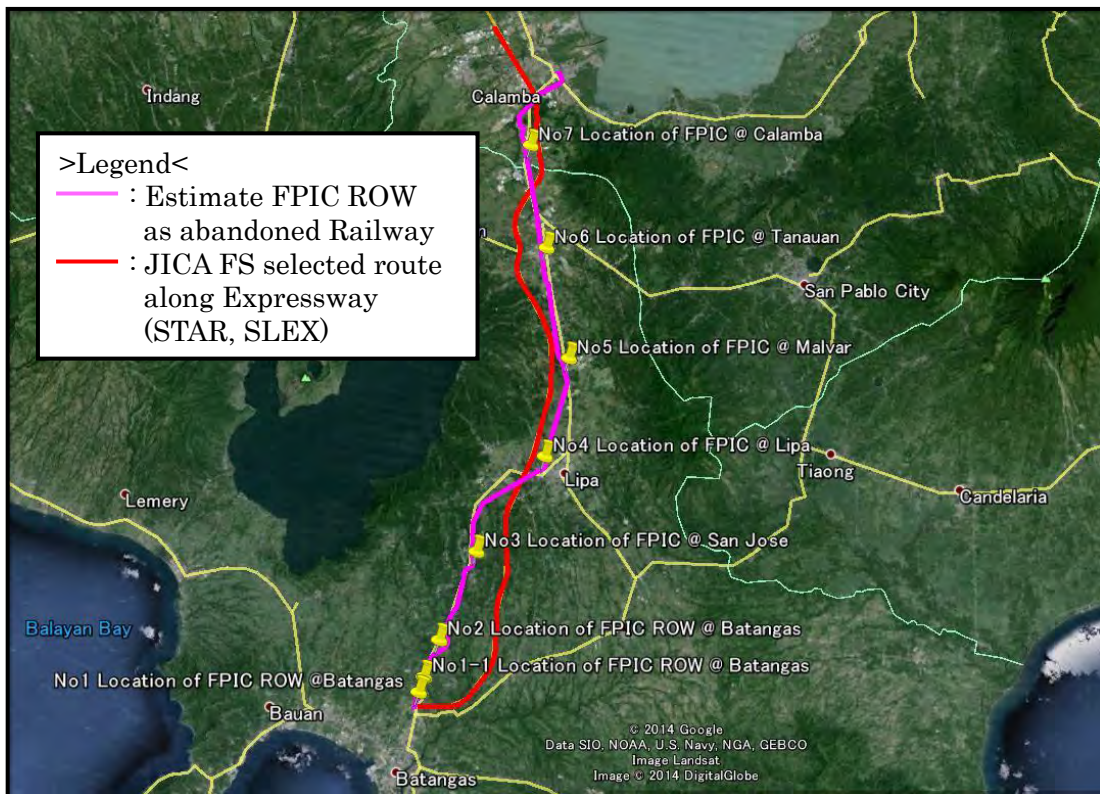 Indang
Calamba
No7 Location of FPIC @ Calamba
>Legend<
: Estimate FPIC ROW
as abandoned Railway
: JICA FS selected route
along Expressway
(STAR, SLEX)
No6 Location of FPIC @ Tanauan
San Pablo City
No5 Location of FPIC @ Malvar
No4 Location of FPIC @ Lipa
Lipa
Tiaong
Candelaria
Lemery
No3 Location of FPIC @ San Jose
Balayan Bay
No2 Location of FPIC ROW @ Batangas
No1-1 Location of FPIC ROW @ Batangas
No1 Location of FPIC ROW @Batangas
Bauan
© 2014 Google
Data SIO, NOAA, U.S. Navy, NGA, GEBCO
Image Landsat
Image © 2014 DigitalGlobe
Batangas